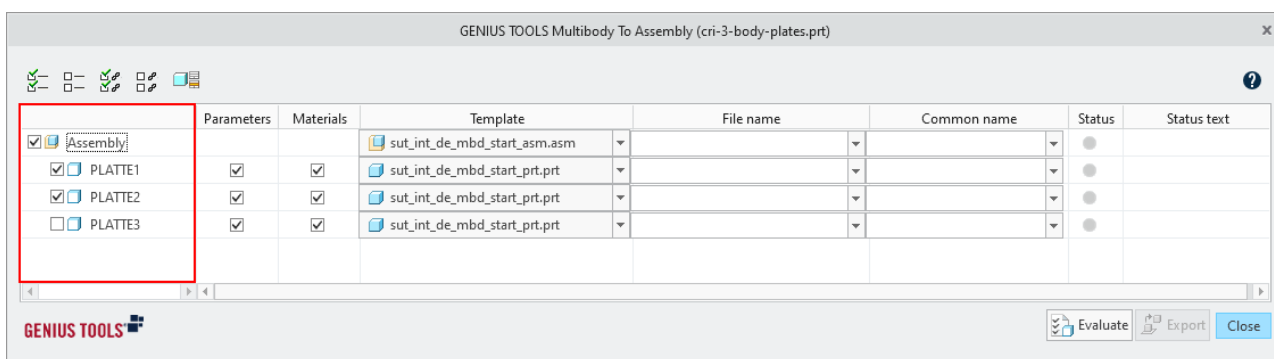 GENIUS TOOLS Multibody To Assembly (cri-3-body-plates.prt)
Parameters Materials Template File name Common name Status Status text
Assembly sut_int_de_mbd_start_asm.asm
PLATTE1 sut_int_de_mbd_start_prt.prt
PLATTE2 sut_int_de_mbd_start_prt.prt
PLATTE3 sut_int_de_mbd_start_prt.prt
GENIUS TOOLS Evaluate Export Close